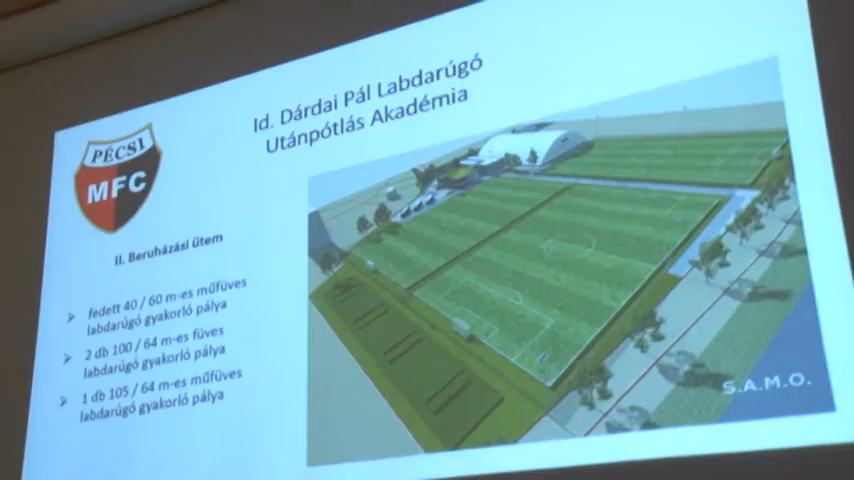 Id. Dárdai Pál Labdarúgó
Utánpótlás Akadémia
PÉCSI
MFC
II. Beruházási ütem
➢ fedett 40 / 60 m-es műfüves
labdarúgó gyakorló pálya
➢ 2 db 100 / 64 m-es füves
labdarúgó gyakorló pálya
➢ 1 db 105 / 64 m-es műfüves
labdarúgó gyakorló pálya
S.A.M.O.